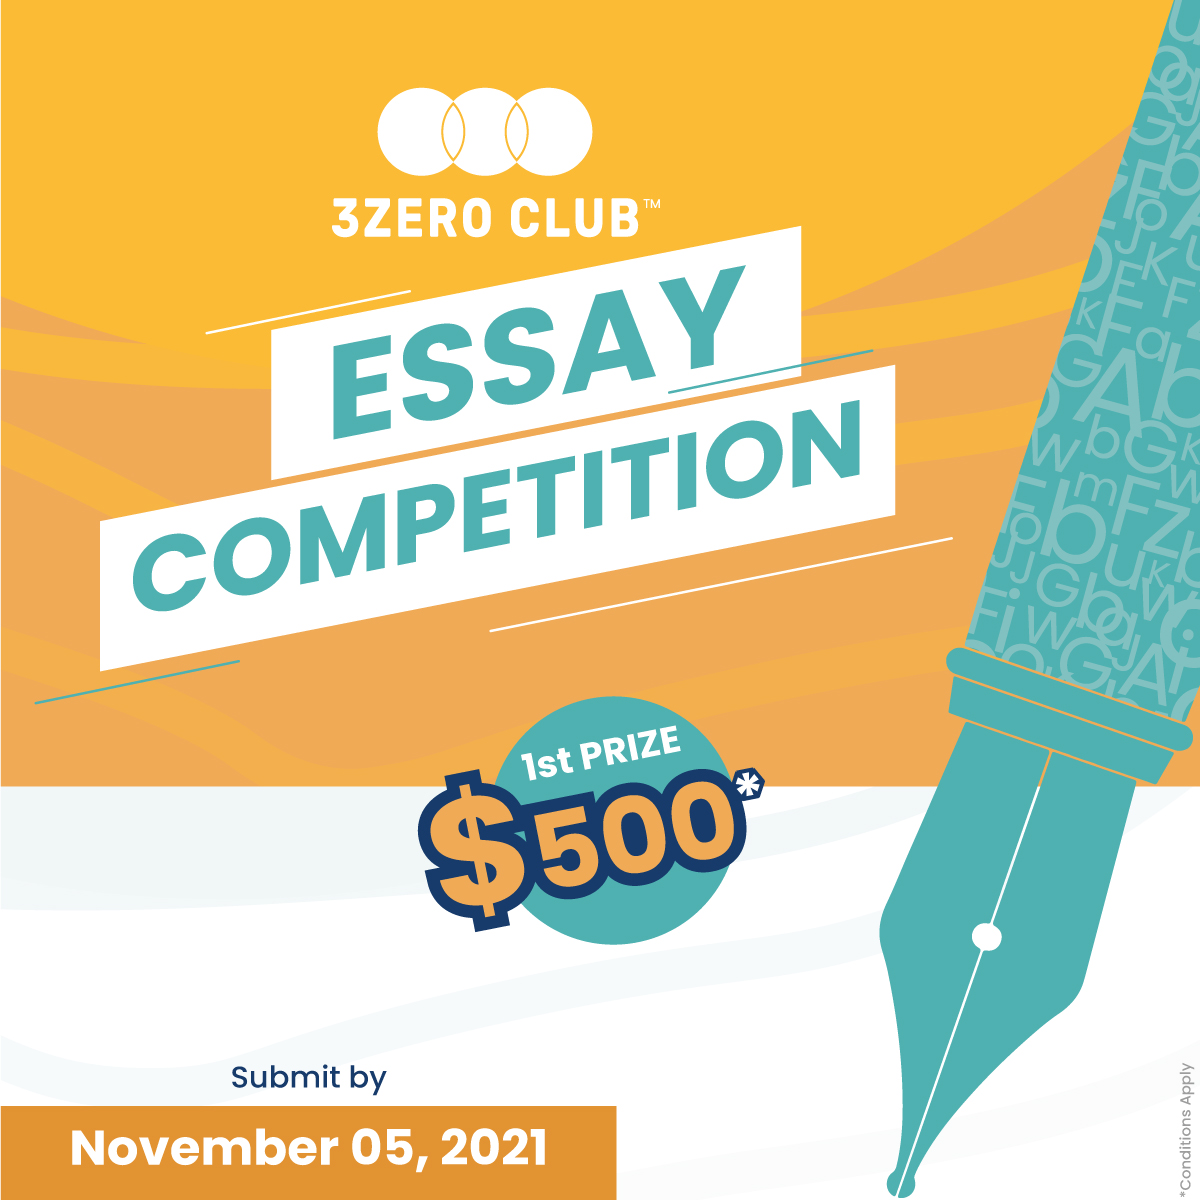 3ZERO CLUB™
ESSAY
COMPETITION
1st PRIZE
$500*
Submit by
November 05, 2021
*Conditions Apply